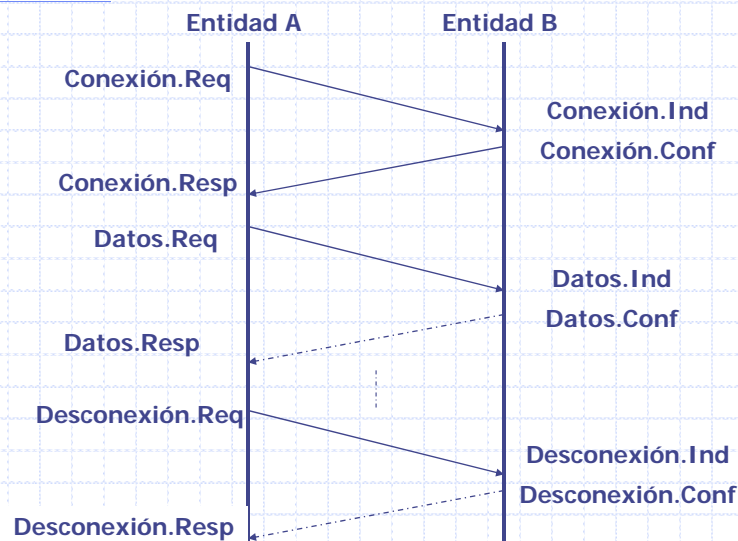 Entidad A
Entidad B
Conexión.Req
Conexión.Ind
Conexión.Conf
Conexión.Resp
Datos.Req
Datos.Ind
Datos.Conf
Datos.Resp
Desconexión.Req
Desconexión.Ind
Desconexión.Conf
Desconexión.Resp